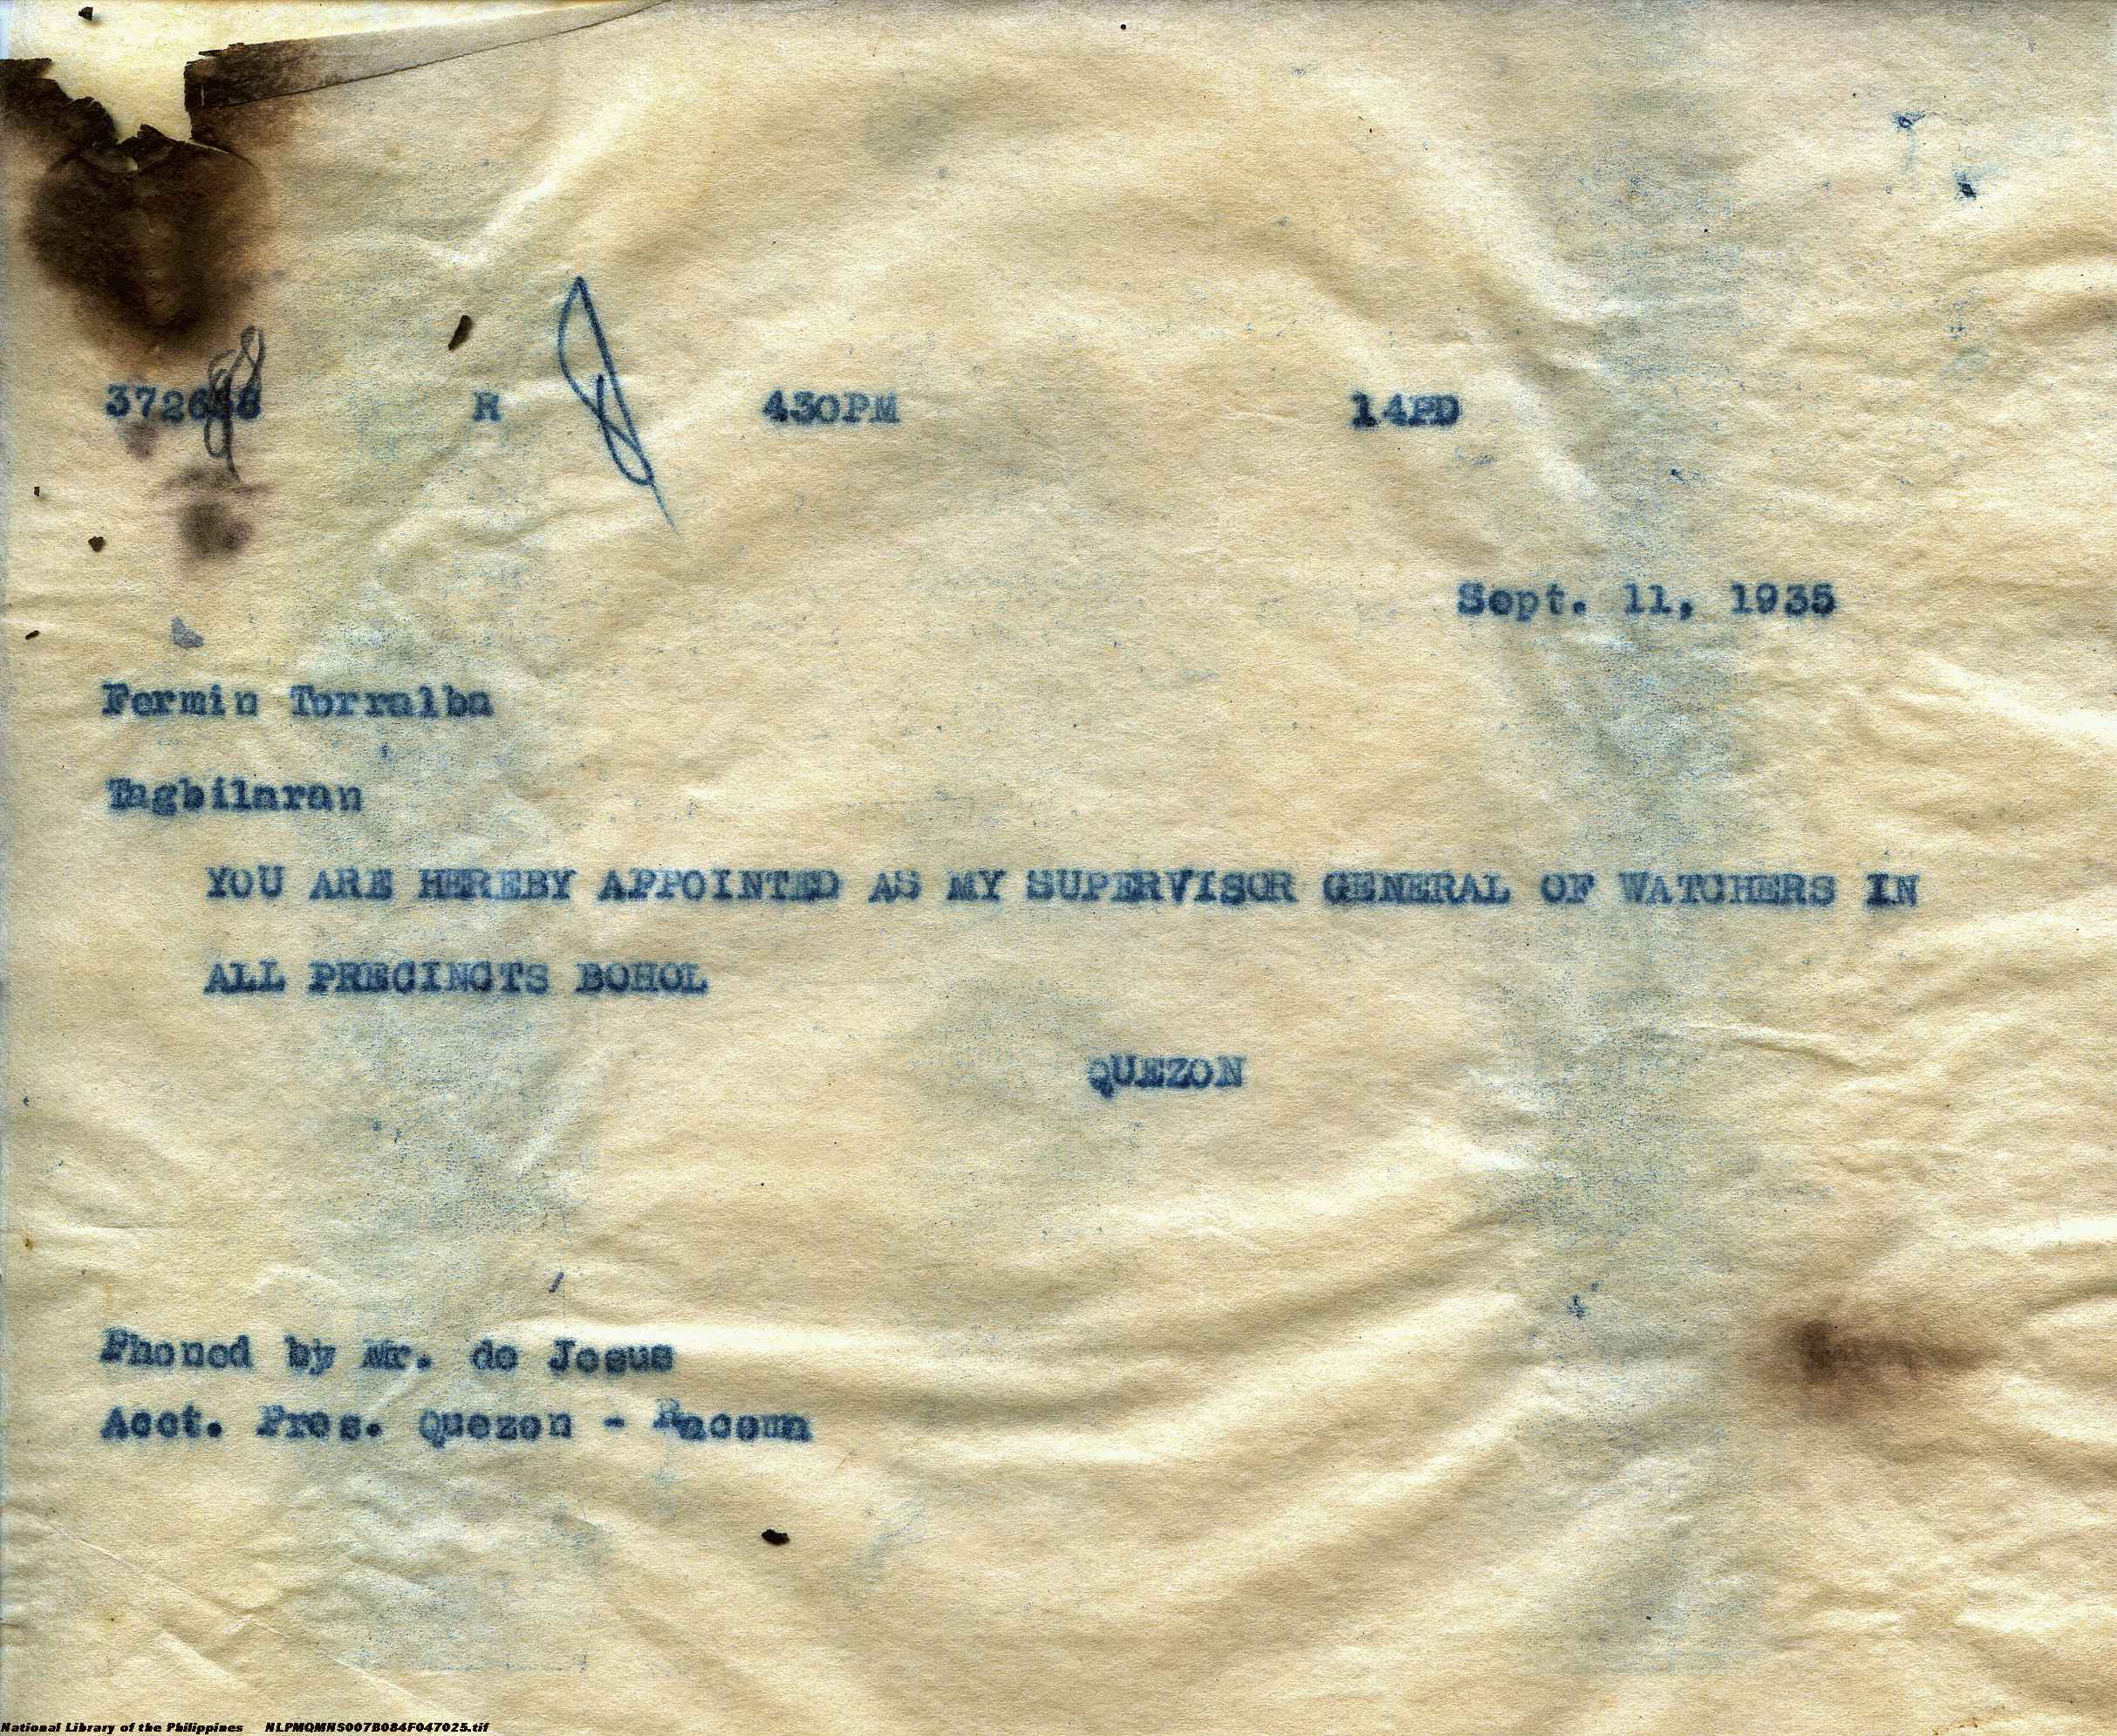 R 430PM 14PD
Sept. 11, 1935
Fermin Torralba
Tagbilaran
YOU ARE HEREBY APPOINTED AS MY SUPERVISOR GENERAL OF WATCHERS IN
ALL PRECINCTS BOHOL
QUEZON
Phoned by Mr. de Jesus
Acct. Pres. Quezon - Racoma
National Library of the Philippines NLPMQMNS007B084F047025.tif